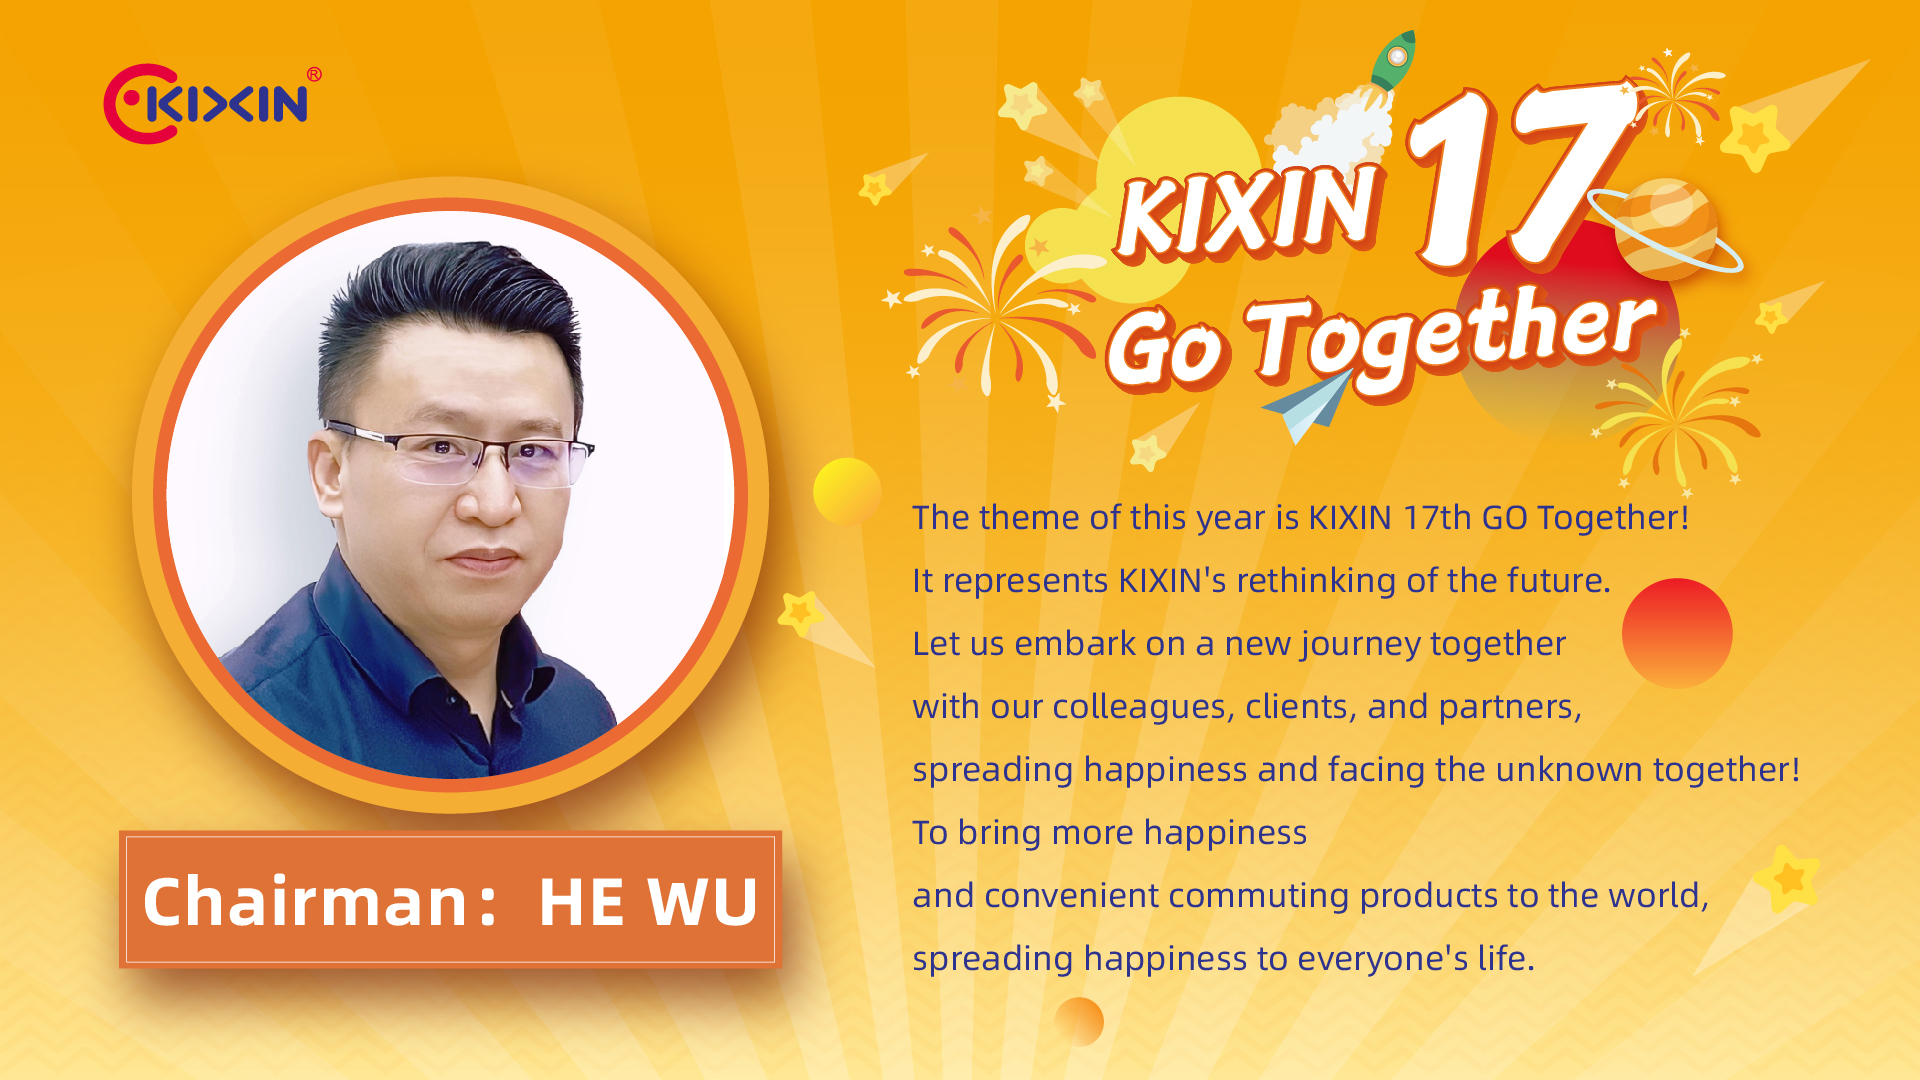 KIXIN®
KIXIN 17
Go Together
The theme of this year is KIXIN 17th GO Together!
It represents KIXIN's rethinking of the future.
Let us embark on a new journey together
with our colleagues, clients, and partners,
spreading happiness and facing the unknown together!
To bring more happiness
and convenient commuting products to the world,
spreading happiness to everyone's life.
Chairman：HE WU